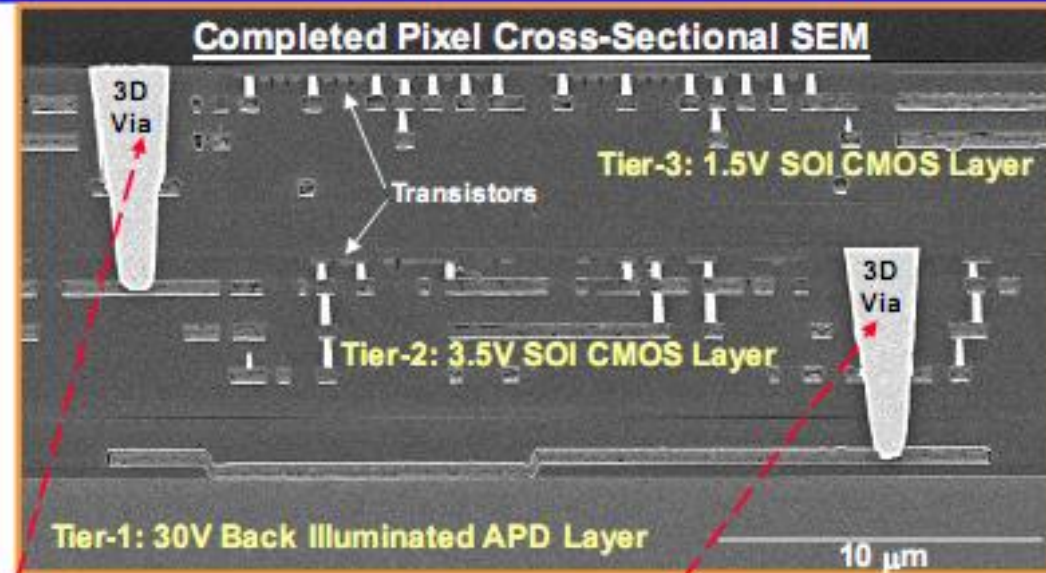 Completed Pixel Cross-Sectional SEM
3D
Via
Tier-3: 1.5V SOI CMOS Layer
Transistors
3D
Via
Tier-2: 3.5V SOI CMOS Layer
Tier-1: 30V Back Illuminated APD Layer
10 μm